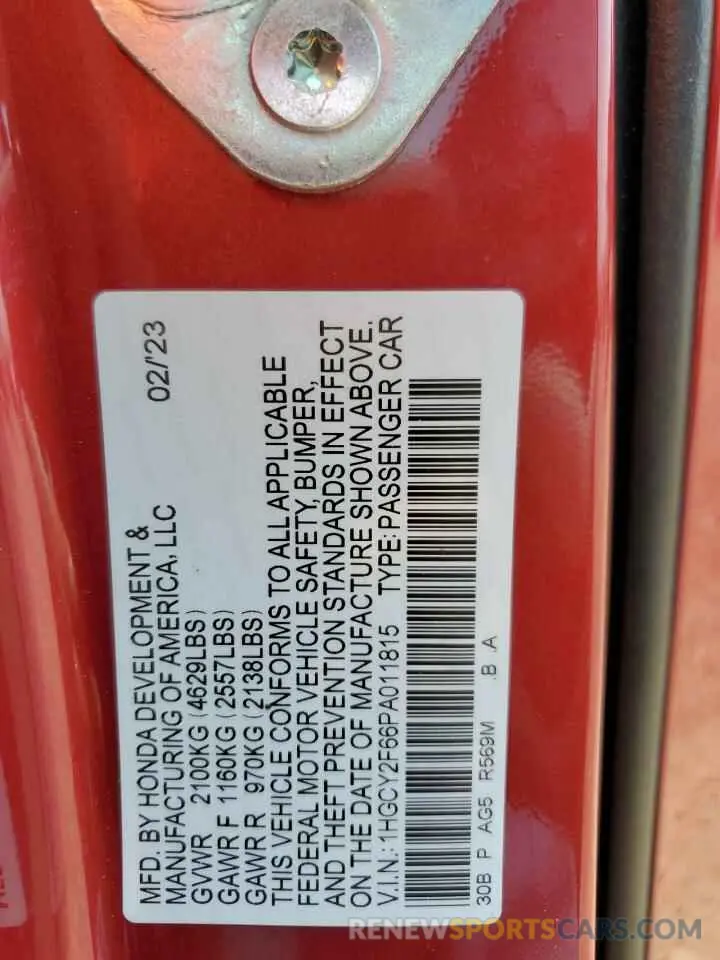 MFD. BY HONDA DEVELOPMENT &
MANUFACTURING OF AMERICA, LLC 02/'23
GVWR 2100KG (4629LBS)
GAWR F 1160KG (2557LBS)
GAWR R 970KG (2138LBS)
THIS VEHICLE CONFORMS TO ALL APPLICABLE
FEDERAL MOTOR VEHICLE SAFETY, BUMPER,
AND THEFT PREVENTION STANDARDS IN EFFECT
ON THE DATE OF MANUFACTURE SHOWN ABOVE.
V.I.N.: 1HGCY2F66PA011815 TYPE: PASSENGER CAR
30B P AG5 R569M .B .A
RENEWSPORTSCARS.COM